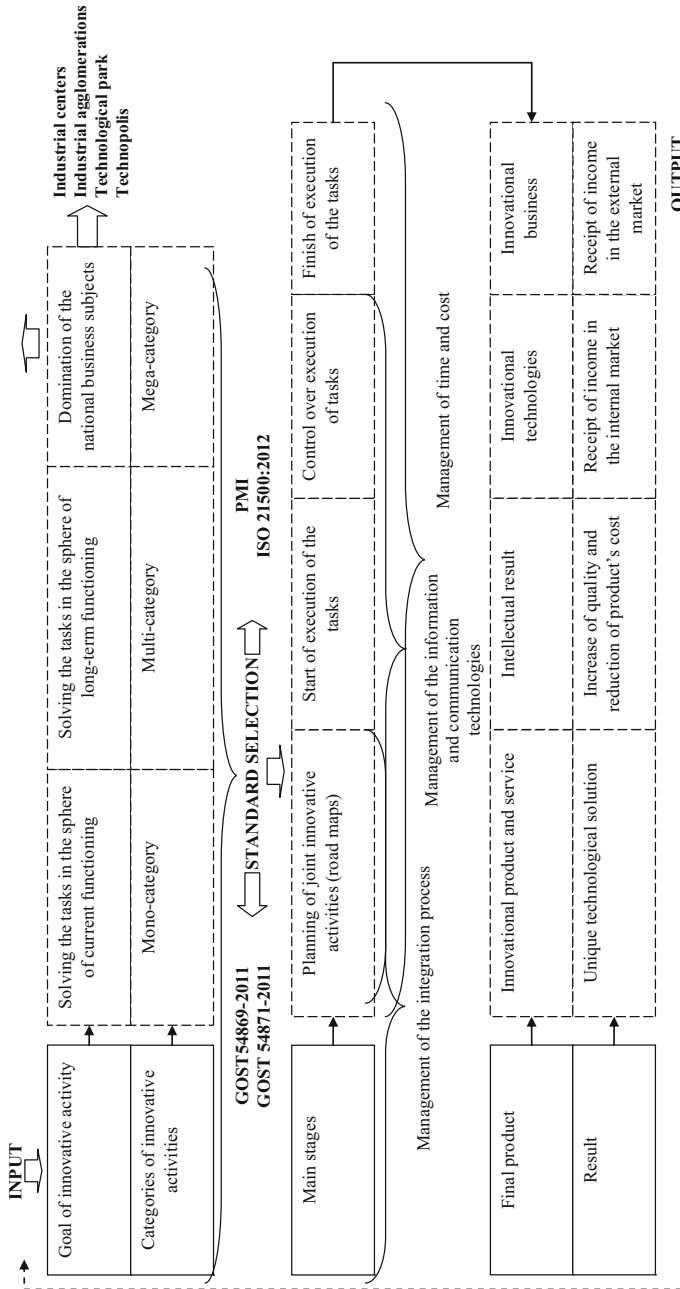 INPUT
Goal of innovative activity
Solving the tasks in the sphere
of current functioning
Solving the tasks in the sphere of
long-term functioning
Domination of the
national business subjects
Industrial centers
Industrial agglomerations
Technological park
Technopolis
Categories of innovative
activities
Mono-category
Multi-category
Mega-category
GOST54869-2011
GOST 54871-2011
STANDARD SELECTION
PMI
ISO 21500:2012
Main stages
Planning of joint innovative
activities (road maps)
Start of execution of the
tasks
Control over execution
of tasks
Finish of execution
of the tasks
Management of the integration process
Management of the information
and communication
technologies
Management of time and cost
Final product
Innovational product and service
Intellectual result
Innovational
technologies
Innovational
business
Result
Unique technological solution
Increase of quality and
reduction of product's cost
Receipt of income in
the internal market
Receipt of income
in the external
market
OUTPUT